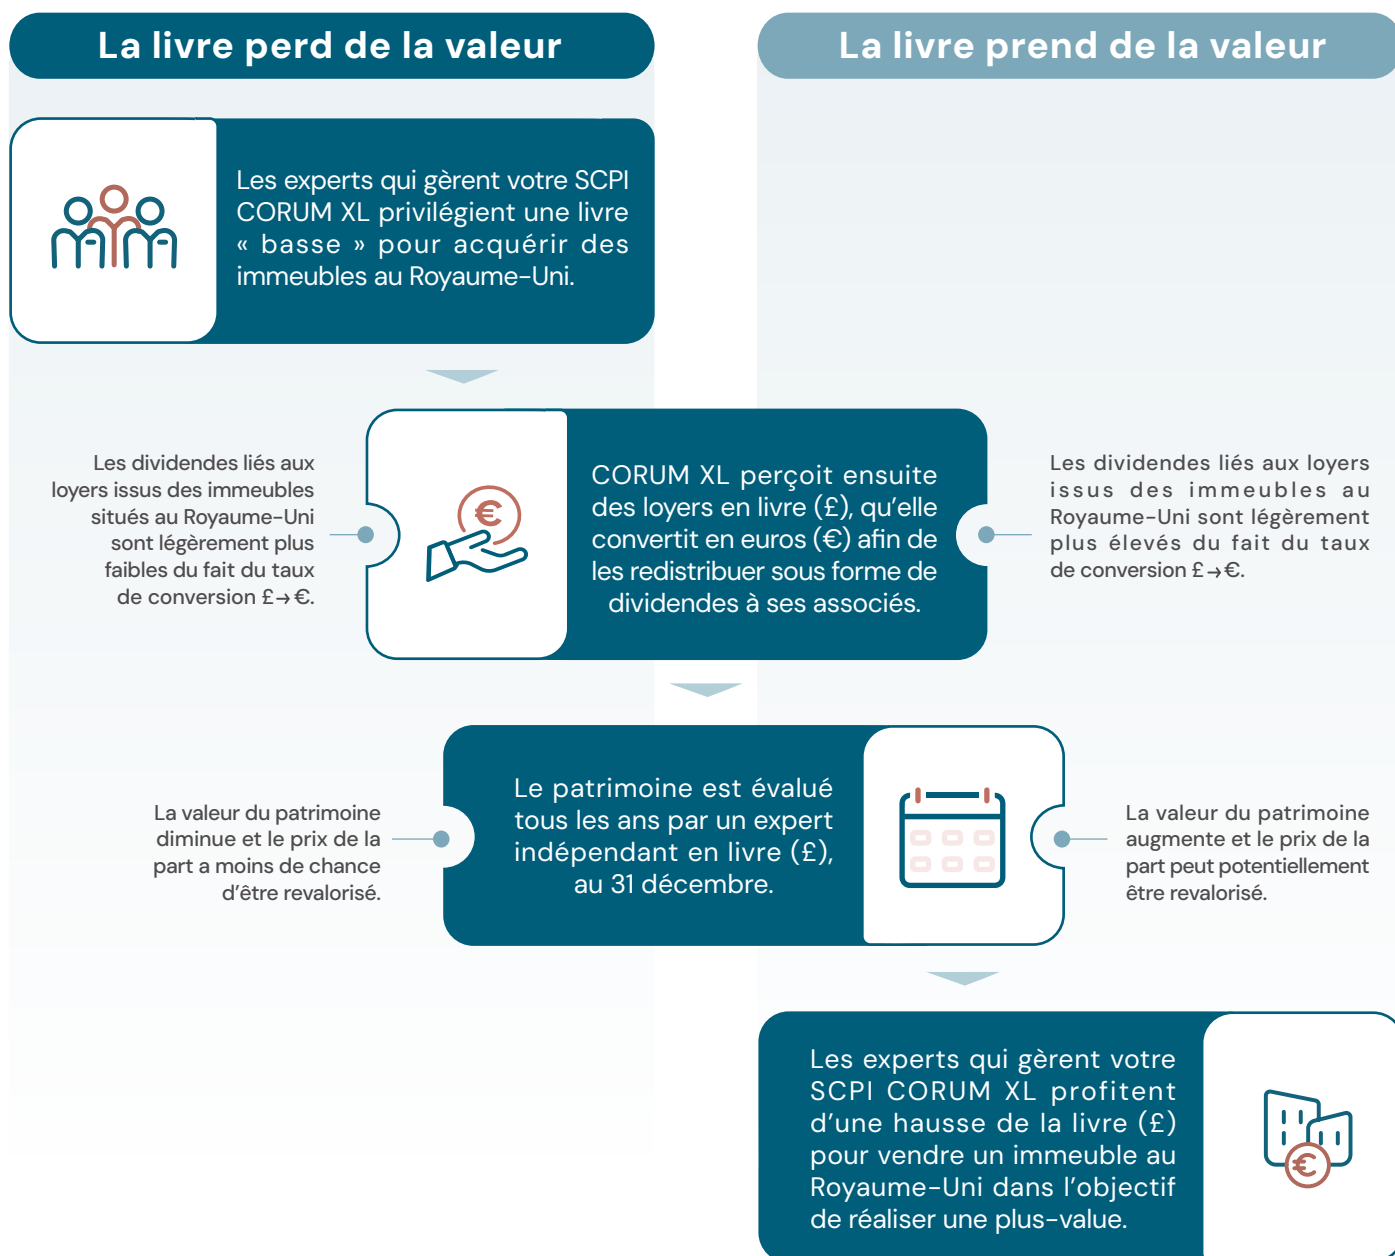 La livre perd de la valeur
La livre prend de la valeur
Les experts qui gèrent votre SCPI
CORUM XL privilégient une livre
« basse » pour acquérir des
immeubles au Royaume-Uni.
Les dividendes liés aux
loyers issus des immeubles
situés au Royaume-Uni
sont légèrement plus
faibles du fait du taux
de conversion £→€.
€
CORUM XL perçoit ensuite
des loyers en livre (£), qu’elle
convertit en euros (€) afin de
les redistribuer sous forme de
dividendes à ses associés.
Les dividendes liés aux loyers
issus des immeubles au
Royaume-Uni sont légèrement
plus élevés du fait du taux
de conversion £→€.
La valeur du patrimoine
diminue et le prix de la
part a moins de chance
d’être revalorisé.
Le patrimoine est évalué
tous les ans par un expert
indépendant en livre (£),
au 31 décembre.
La valeur du patrimoine
augmente et le prix de la
part peut potentiellement
être revalorisé.
Les experts qui gèrent votre
SCPI CORUM XL profitent
d’une hausse de la livre (£)
pour vendre un immeuble au
Royaume-Uni dans l’objectif
de réaliser une plus-value.
€